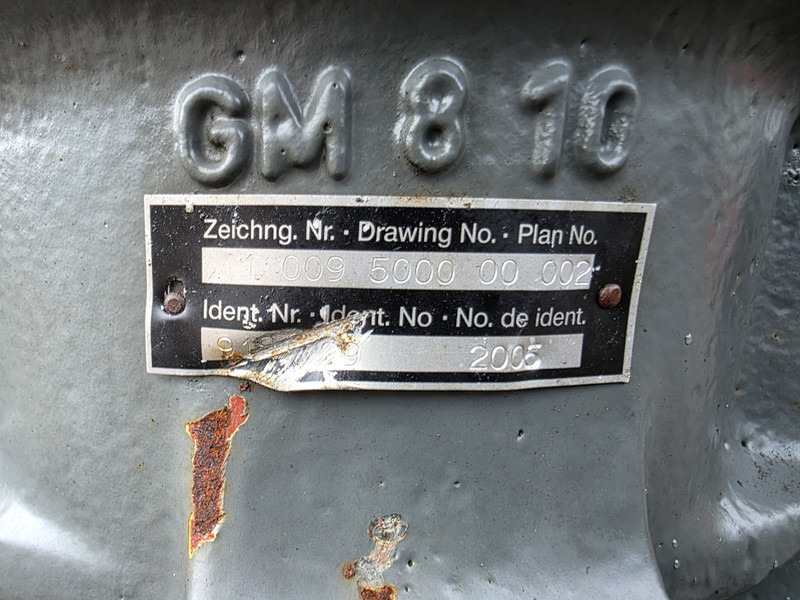 GM 8 10
Zeichng. Nr. · Drawing No. · Plan No.
1 009 5000 00 002
Ident. Nr. · Ident. No · No. de ident.
2005